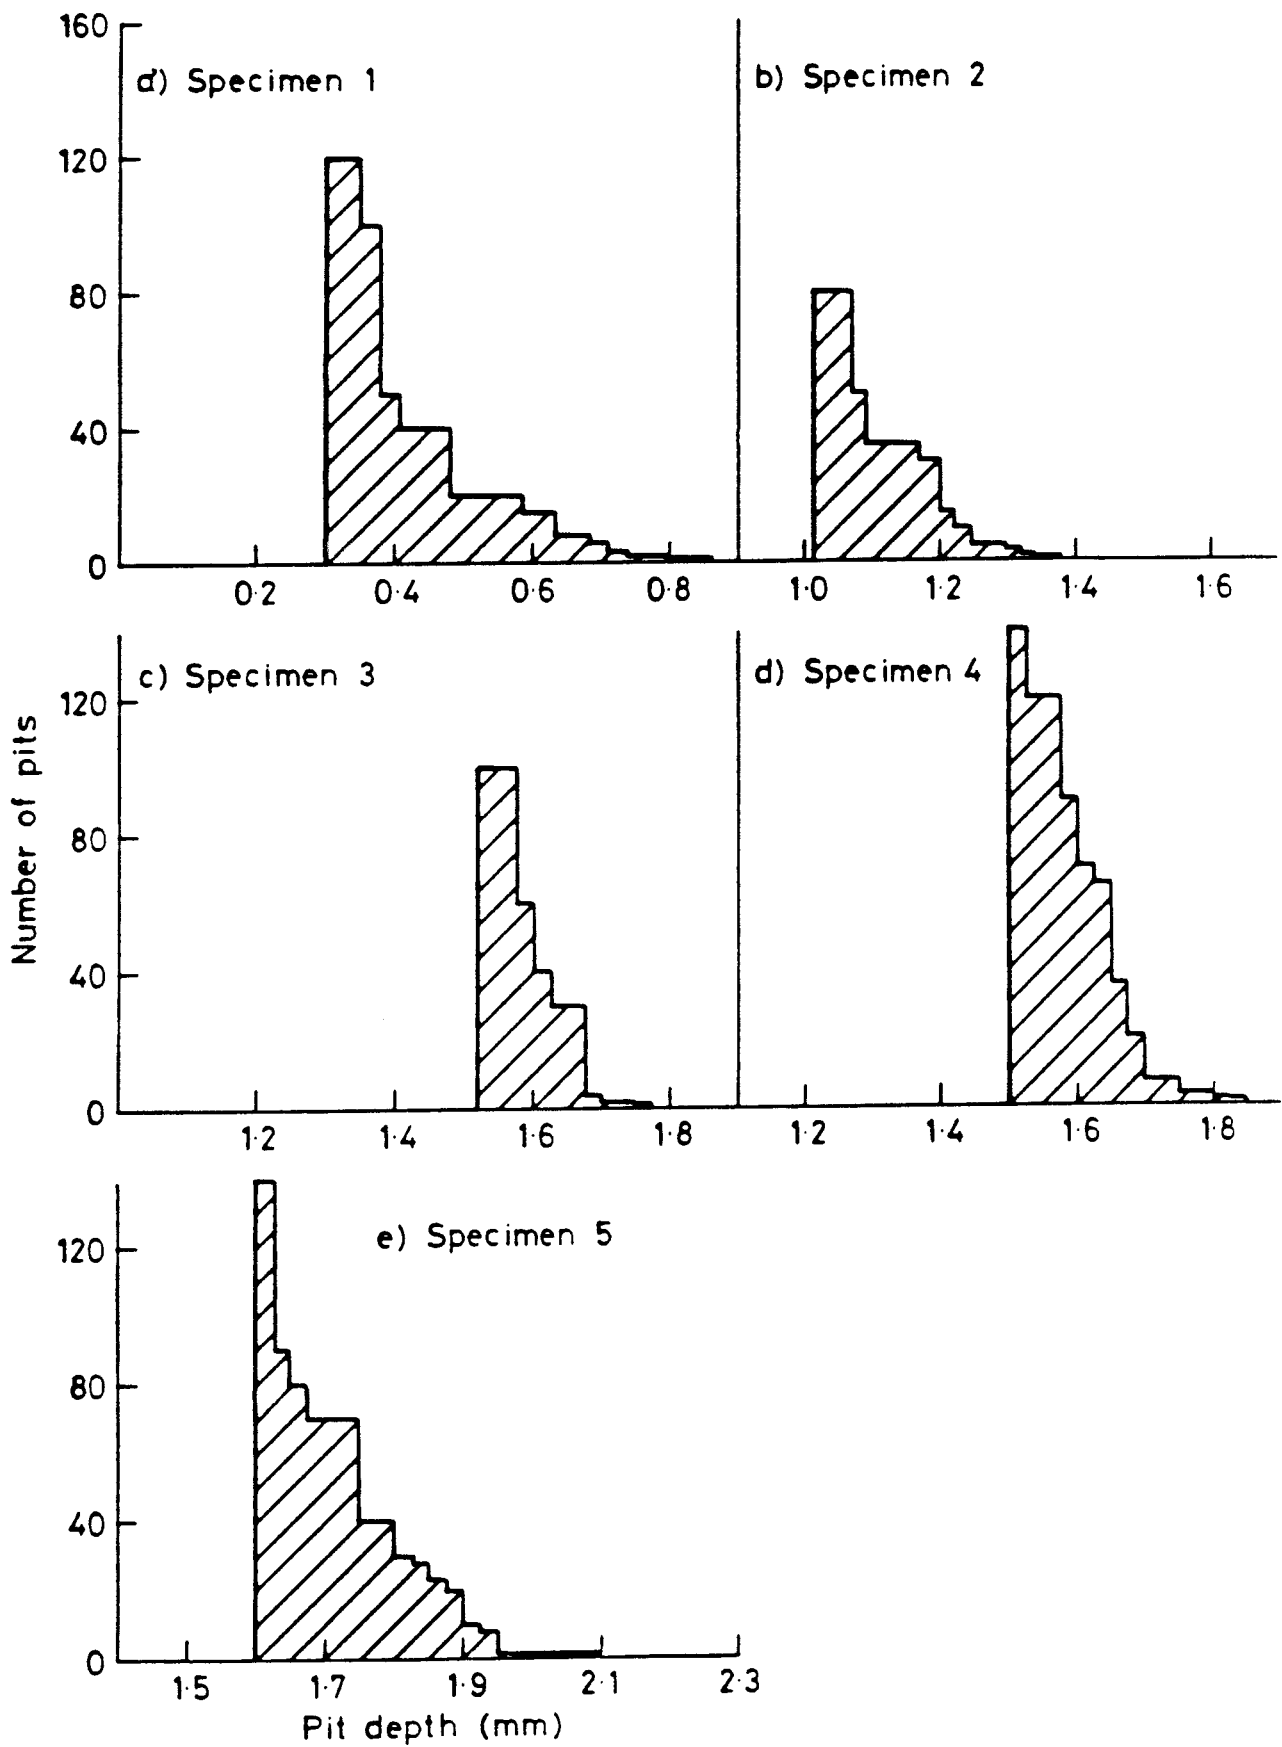 160
a) Specimen 1
b) Specimen 2
120
80
40
0
0·2 0·4 0·6 0·8 1·0 1·2 1·4 1·6
c) Specimen 3
d) Specimen 4
120
80
40
0
1·2 1·4 1·6 1·8 1·2 1·4 1·6 1·8
Number of pits
e) Specimen 5
120
80
40
0
1·5 1·7 1·9 2·1 2·3
Pit depth (mm)